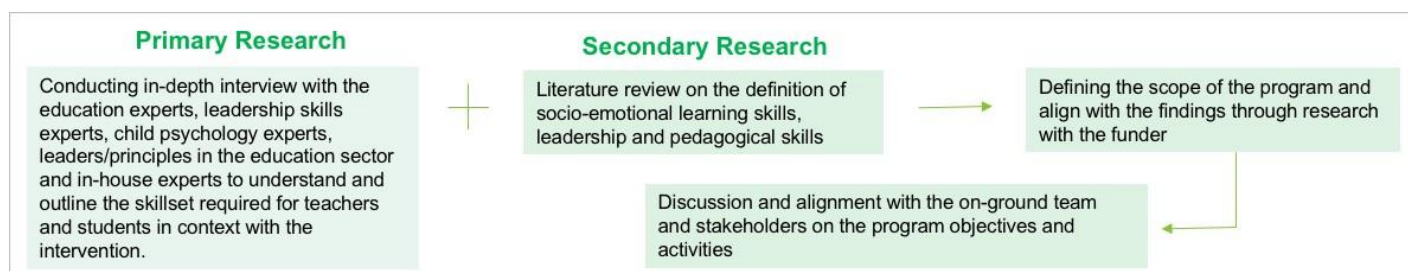 Primary Research
Conducting in-depth interview with the
education experts, leadership skills
experts, child psychology experts,
leaders/principles in the education sector
and in-house experts to understand and
outline the skillset required for teachers
and students in context with the
intervention.
Secondary Research
Literature review on the definition of
socio-emotional learning skills,
leadership and pedagogical skills
Defining the scope of the program and
align with the findings through research
with the funder
Discussion and alignment with the on-ground team
and stakeholders on the program objectives and
activities